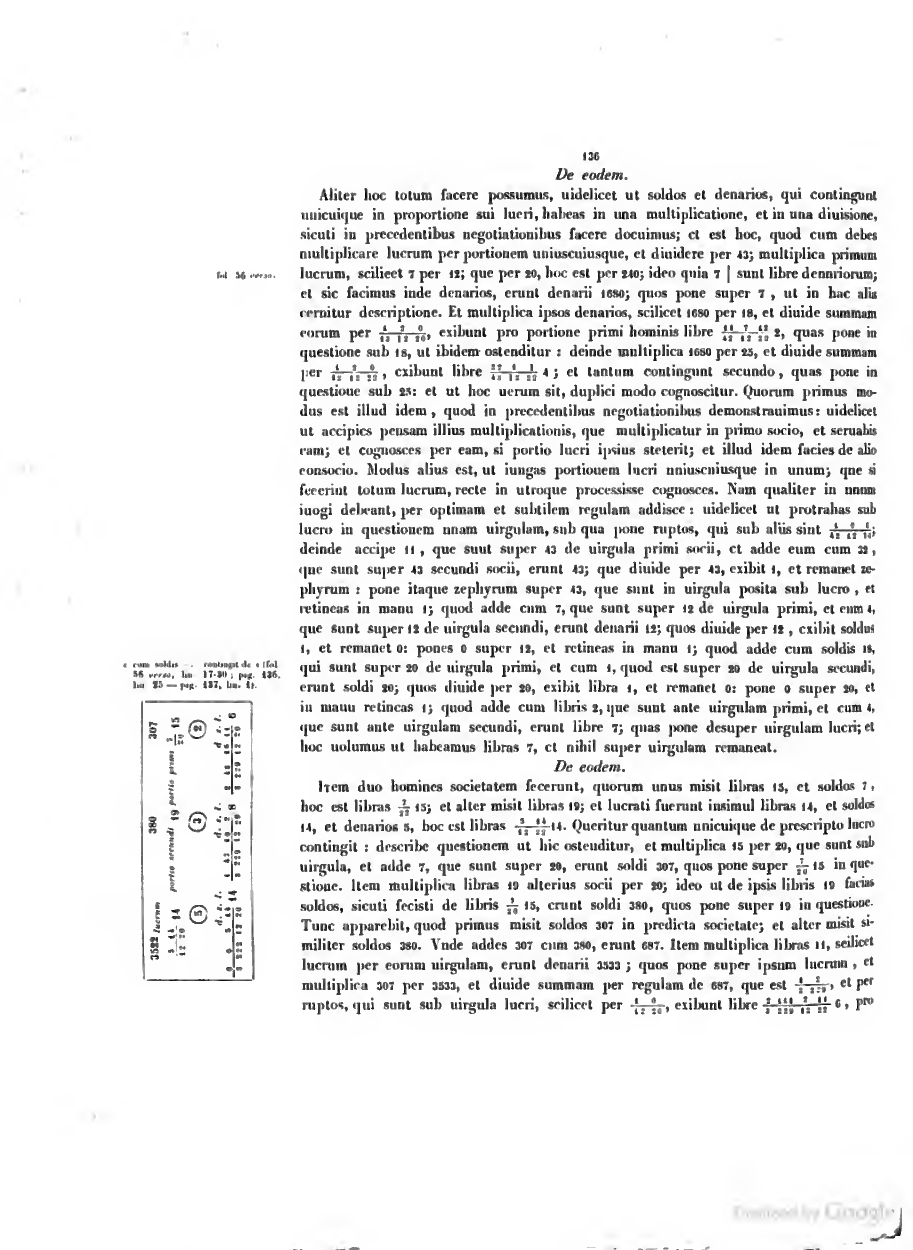 136
De eodem.
Aliter hoc totum facere possumus, uidelicet ut soldos et denarios, qui contingunt
unicuique in proportione sui lucri, habeas in una multiplicatione, et in una diuisione,
sicuti in precedentibus negotiationibus facere docuimus; et est hoc, quod cum debes
multiplicare lucrum per portionem uniuscuiusque, et diuidere per 43; multiplica primum
fol. 56 verso.
lucrum, scilicet 7 per 12; que per 20, hoc est per 240; ideo quia 7 | sunt libre denariorum;
et sic facimus inde denarios, erunt denarii 1680; quos pone super 7 , ut in hac alia
cernitur descriptione. Et multiplica ipsos denarios, scilicet 1680 per 18, et diuide summam
eorum per exibunt pro portione primi hominis libre 2, quas pone in
questione sub 18, ut ibidem ostenditur : deinde multiplica 1680 per 25, et diuide summam
per , exibunt libre 4 ; et tantum contingunt secundo , quas pone in
questione sub 25: et ut hoc uerum sit, duplici modo cognoscitur. Quorum primus mo-
dus est illud idem , quod in precedentibus negotiationibus demonstrauimus: uidelicet
ut accipies pensam illius multiplicationis, que multiplicatur in primo socio, et seruabis
eam; et cognosces per eam, si portio lucri ipsius steterit; et illud idem facies de alio
consocio. Modus alius est, ut iungas portionem lucri uniuscuiusque in unum; que si
fecerint totum lucrum, recte in utroque processisse cognosces. Nam qualiter in unum
iungi debeant, per optimam et subtilem regulam addisce : uidelicet ut protrahas sub
lucro in questionem unam uirgulam, sub qua pone ruptos, qui sub aliis sint
deinde accipe 11 , que sunt super 43 de uirgula primi socii, et adde eum cum 32 ,
que sunt super 43 secundi socii, erunt 43; que diuide per 43, exibit 1, et remanet ze-
phyrum : pone itaque zephyrum super 43, que sunt in uirgula posita sub lucro , et
retineas in manu 1; quod adde cum 7, que sunt super 12 de uirgula primi, et cum 4,
que sunt super 12 de uirgula secundi, erunt denarii 12; quos diuide per 12 , exibit soldus
1, et remanet 0: pones 0 super 12, et retineas in manu 1; quod adde cum soldis 18,
qui sunt super 20 de uirgula primi, et cum 1, quod est super 20 de uirgula secundi,
erunt soldi 20; quos diuide per 20, exibit libra 1, et remanet 0: pone 0 super 20, et
in manu retineas 1; quod adde cum libris 2, que sunt ante uirgulam primi, et cum 4,
que sunt ante uirgulam secundi, erunt libre 7; quas pone desuper uirgulam lucri; et
hoc uolumus ut habeamus libras 7, et nihil super uirgulam remaneat.
De eodem.
Item duo homines societatem fecerunt, quorum unus misit libras 15, et soldos 7 ,
hoc est libras 15; et alter misit libras 19; et lucrati fuerunt insimul libras 14, et soldos
14, et denarios 5, hoc est libras 14. Queritur quantum unicuique de prescripto lucro
contingit : describe questionem ut hic ostenditur, et multiplica 15 per 20, que sunt sub
uirgula, et adde 7, que sunt super 20, erunt soldi 307, quos pone super 15 in que-
stione. Item multiplica libras 19 alterius socii per 20; ideo ut de ipsis libris 19 facias
soldos, sicuti fecisti de libris 15, erunt soldi 380, quos pone super 19 in questione.
Tunc apparebit, quod primus misit soldos 307 in predicta societate; et alter misit si-
militer soldos 380. Vnde addes 307 cum 380, erunt 687. Item multiplica libras 14, scilicet
lucrum per eorum uirgulam, erunt denarii 3533 ; quos pone super ipsum lucrum , et
multiplica 307 per 3533, et diuide summam per regulam de 687, que est , et per
ruptos, qui sunt sub uirgula lucri, scilicet per , exibunt libre 6 , pro
« cum soldis contingit de » (fol.
56 verso, lin. 17-30 ; pag. 136,
lin. 25 — pag. 137, lin. 1).
307
15
portio primi
380
19
portio secundi
lucrum
14